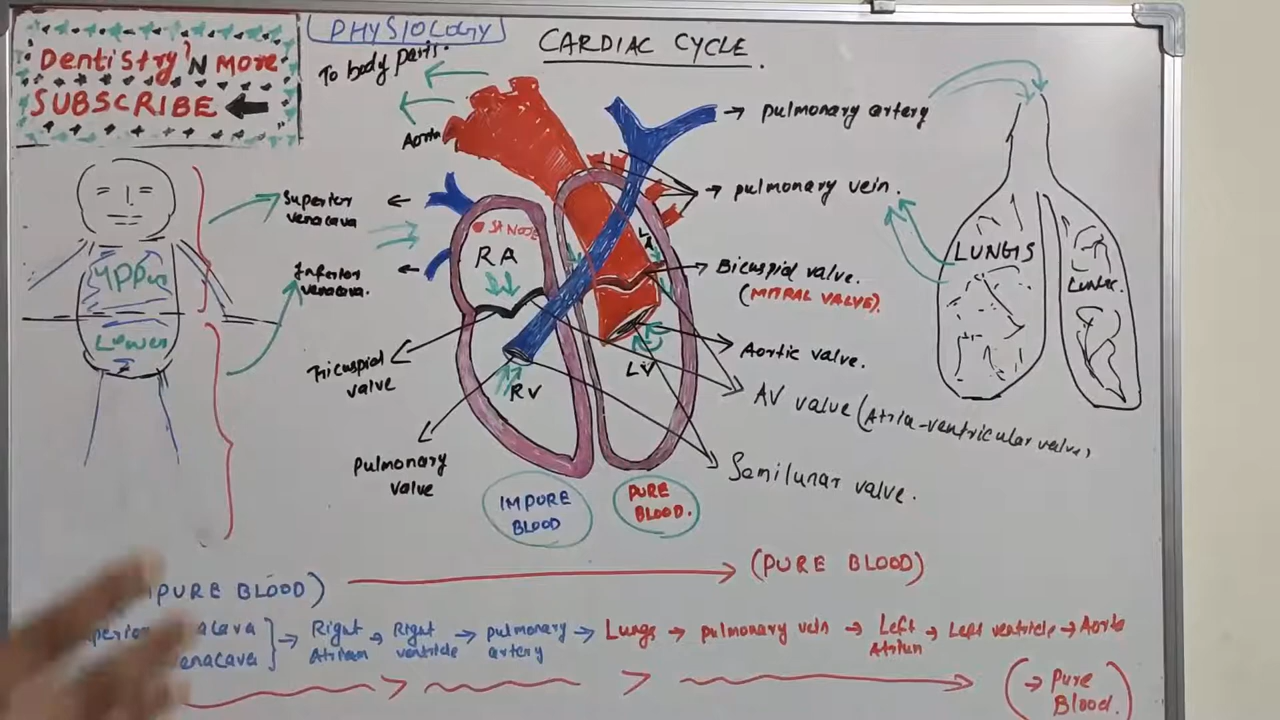 PHYSIOLOGY
CARDIAC CYCLE
Dentistry 'N More
SUBSCRIBE
To body parts.
Aorta
pulmonary artery
Superior
venacava
pulmonary vein.
SA NODE
RA
LA
LUNGS
UPPer
Inferior
venacava.
Bicuspid valve.
(MITRAL VALVE).
Lower
Tricuspid
valve
RV
LV
Aortic valve.
AV valve (Atria-ventricular valve)
Pulmonary
valve
Semilunar valve.
IMPURE
BLOOD
PURE
BLOOD.
PURE BLOOD)
(PURE BLOOD)
Right
Atrium
Right
ventricle
pulmonary
artery
Lungs
pulmonary vein
Left
Atrium
Left ventricle
Aorta
Pure
Blood.